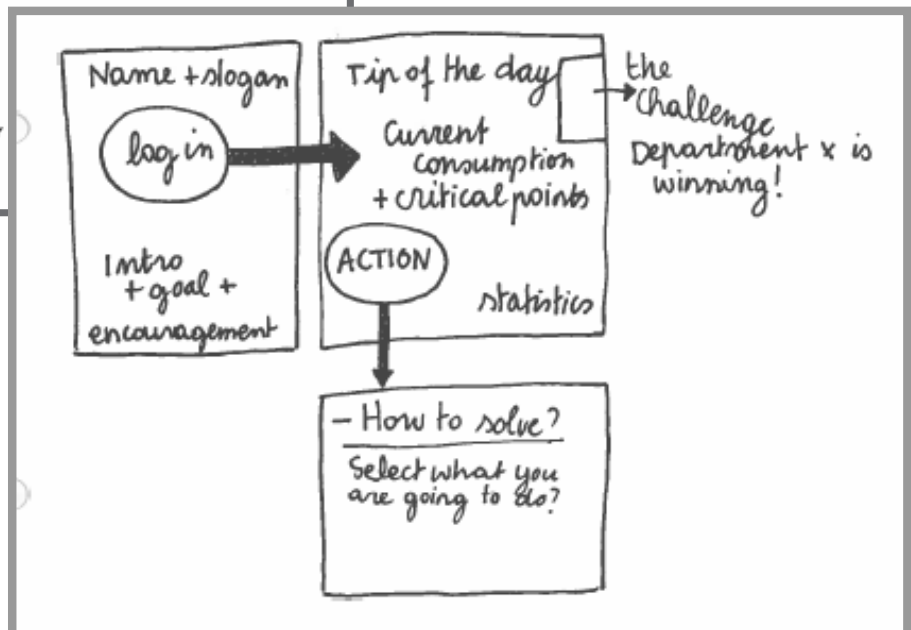 Name + slogan
log in
Intro
+ goal +
encouragement
Tip of the day
Current
consumption
+ critical points
ACTION
statistics
the
Challenge
Department x is
winning!
- How to solve?
Select what you
are going to do?